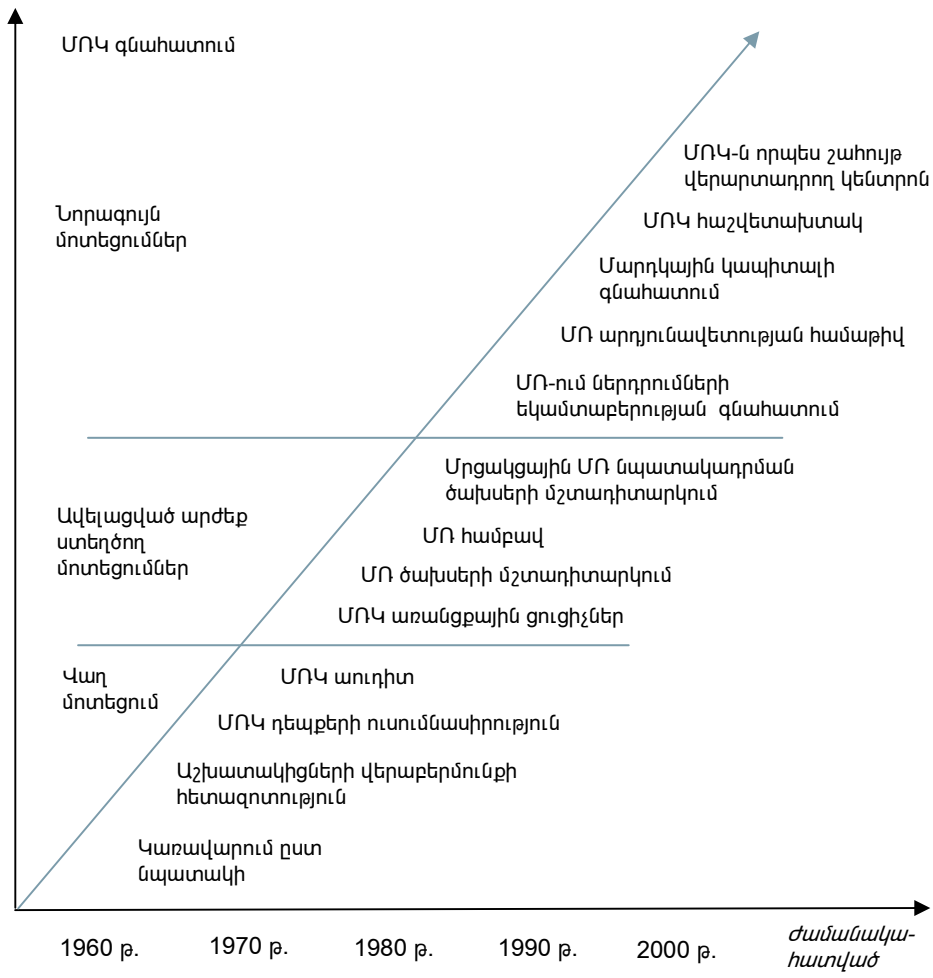 ՄՌԿ գնահատում
ՄՌԿ-ն որպես շահույթ
վերարտադրող կենտրոն
Նորագույն
մոտեցումներ
ՄՌԿ հաշվետախտակ
Մարդկային կապիտալի
գնահատում
ՄՌ արդյունավետության համաթիվ
ՄՌ-ում ներդրումների
եկամտաբերության գնահատում
Մրցակցային ՄՌ նպատակադրման
ծախսերի մշտադիտարկում
Ավելացված արժեք
ստեղծող
մոտեցումներ
ՄՌ համբավ
ՄՌ ծախսերի մշտադիտարկում
ՄՌԿ առանցքային ցուցիչներ
Վաղ
մոտեցում
ՄՌԿ աուդիտ
ՄՌԿ դեպքերի ուսումնասիրություն
Աշխատակիցների վերաբերմունքի
հետազոտություն
Կառավարում ըստ
նպատակի
1960 թ. 1970 թ. 1980 թ. 1990 թ. 2000 թ.
ժամանակա-
հատված